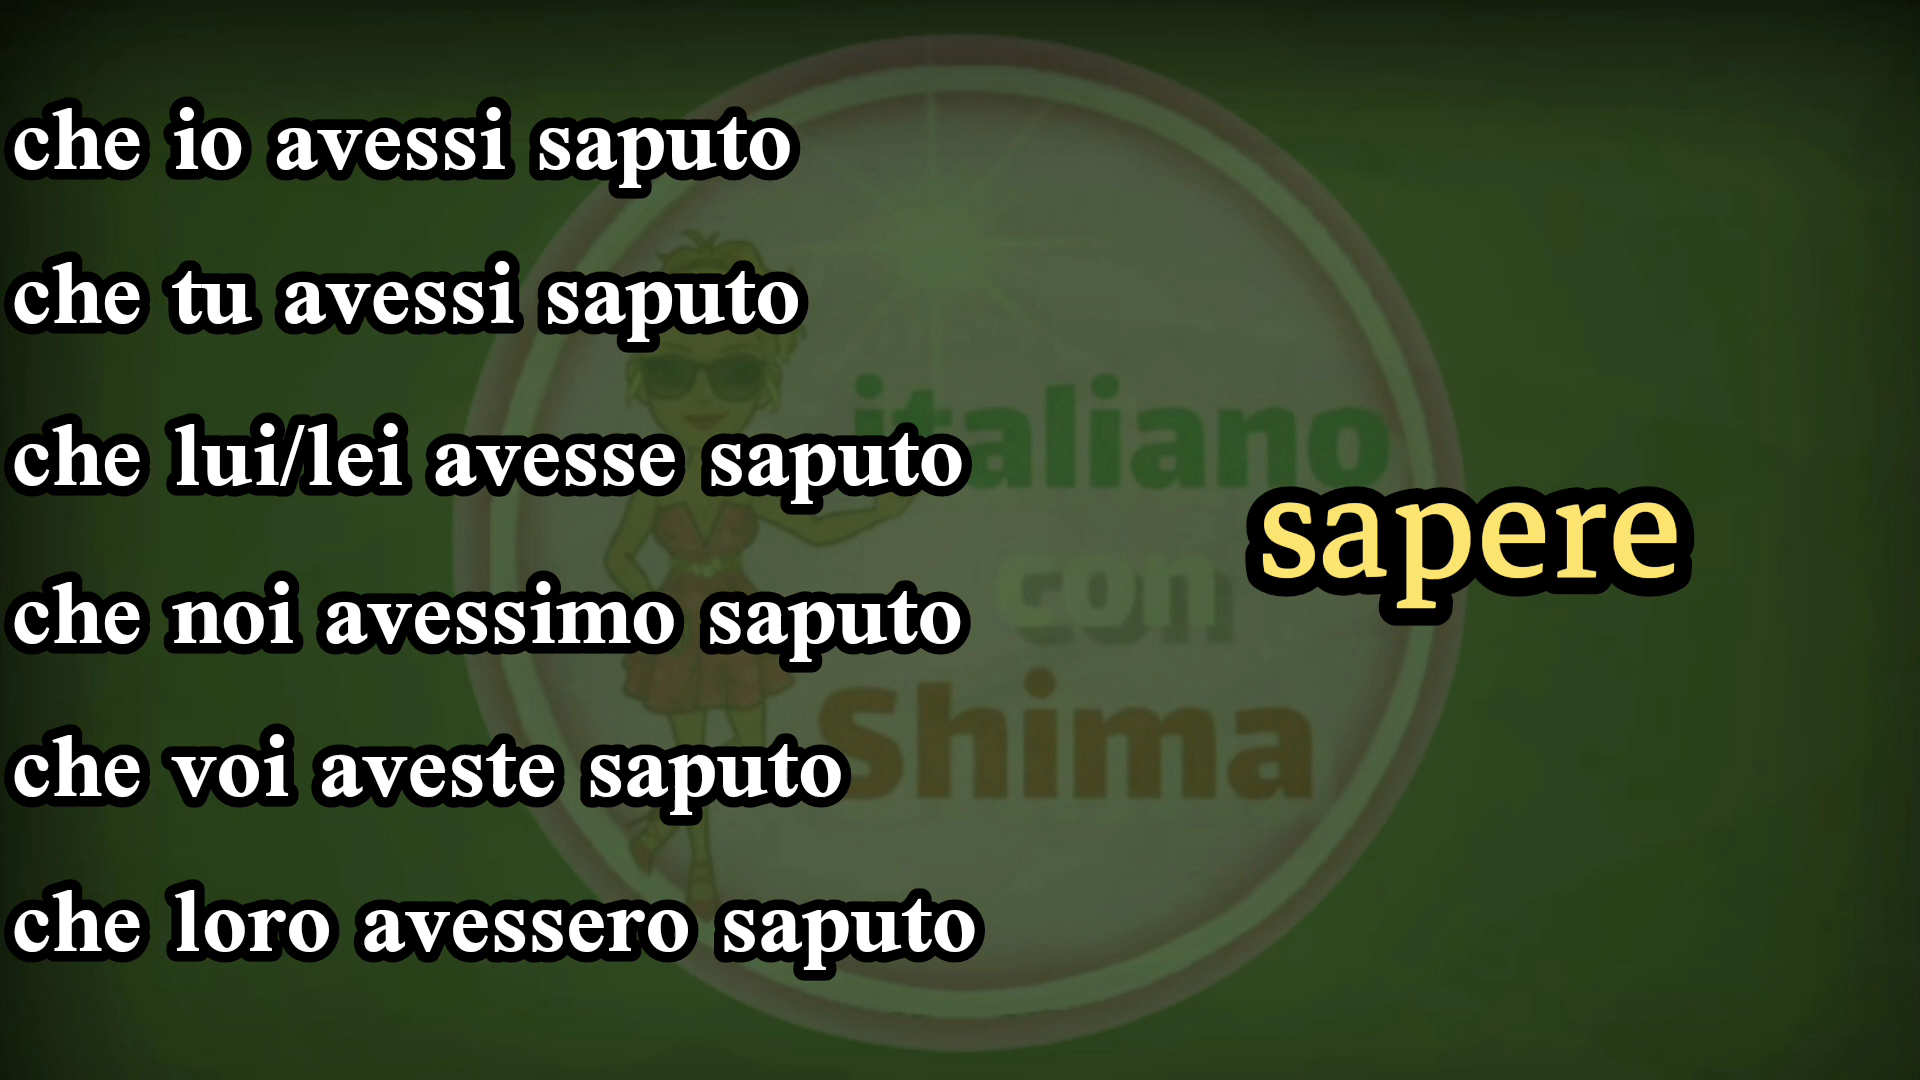 che io avessi saputo
che tu avessi saputo
che lui/lei avesse saputo
che noi avessimo saputo
che voi aveste saputo
che loro avessero saputo
sapere
italiano
con
Shima